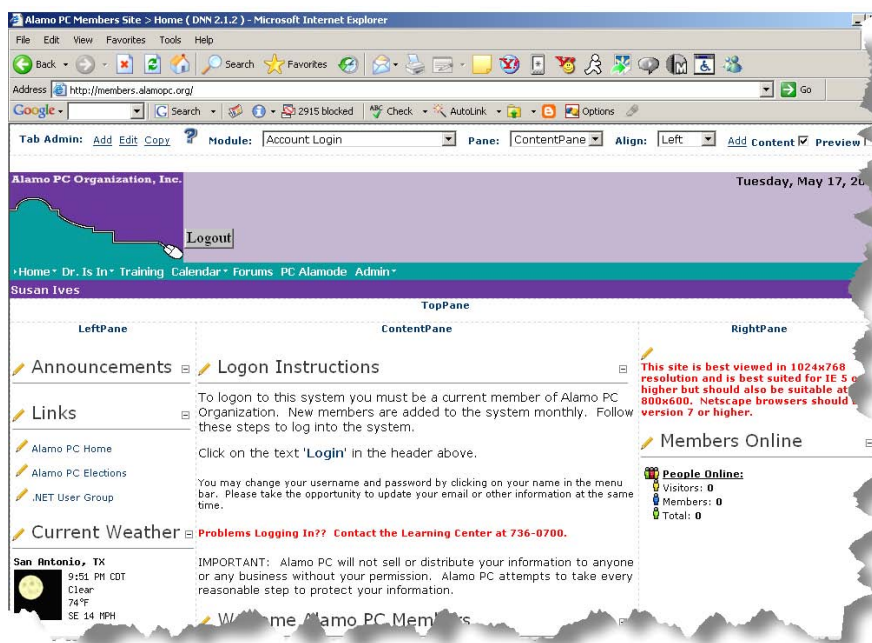 Alamo PC Members Site > Home ( DNN 2.1.2 ) - Microsoft Internet Explorer
File Edit View Favorites Tools Help
Back Search Favorites
Address http://members.alamopc.org/ Go
Google Search 2915 blocked ABC Check AutoLink Options
Tab Admin: Add Edit Copy ? Module: Account Login Pane: ContentPane Align: Left Add Content Preview
Alamo PC Organization, Inc.
Tuesday, May 17,
Logout
Home Dr. Is In Training Calendar Forums PC Alamode Admin
Susan Ives
TopPane
LeftPane
Announcements
Links
Alamo PC Home
Alamo PC Elections
.NET User Group
Current Weather
San Antonio, TX
9:51 PM CDT
Clear
74°F
SE 14 MPH
ContentPane
Logon Instructions
To logon to this system you must be a current member of Alamo PC
Organization. New members are added to the system monthly. Follow
these steps to log into the system.
Click on the text 'Login' in the header above.
You may change your username and password by clicking on your name in the menu
bar. Please take the opportunity to update your email or other information at the same
time.
Problems Logging In?? Contact the Learning Center at 736-0700.
IMPORTANT: Alamo PC will not sell or distribute your information to anyone
or any business without your permission. Alamo PC attempts to take every
reasonable step to protect your information.
Alamo PC Members
RightPane
This site is best viewed in 1024x768
resolution and is best suited for IE 5
higher but should also be suitable at
800x600. Netscape browsers should
version 7 or higher.
Members Online
People Online:
Visitors: 0
Members: 0
Total: 0